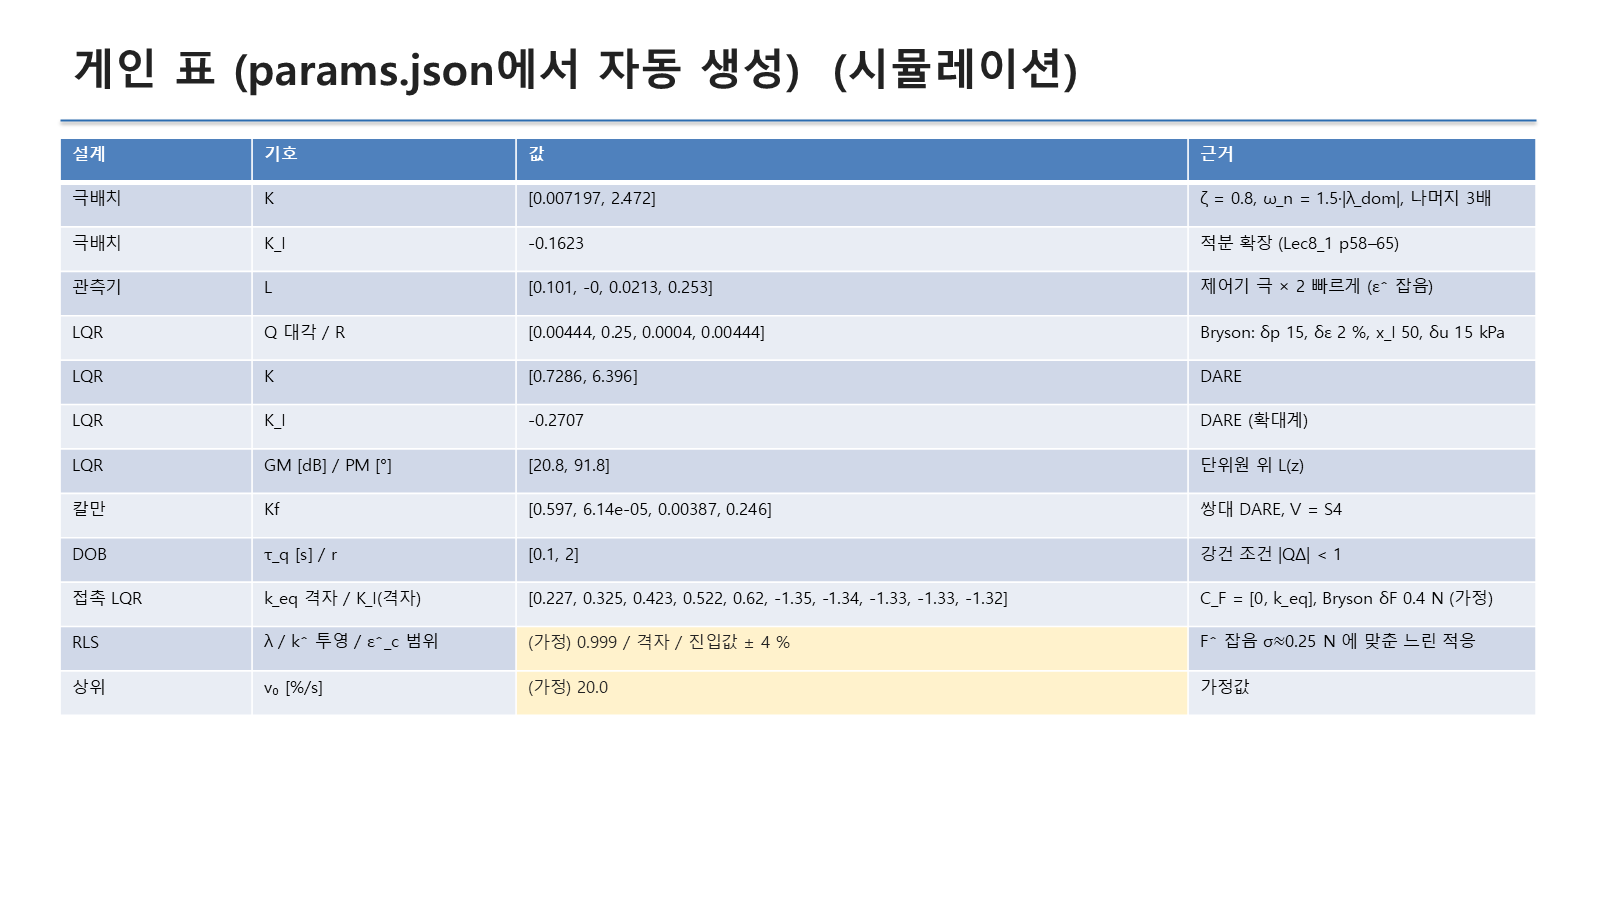 게인 표 (params.json에서 자동 생성)  (시뮬레이션)
설계 기호 값 근거
극배치 K [0.007197, 2.472] ζ = 0.8, ω_n = 1.5·|λ_dom|, 나머지 3배
극배치 K_I -0.1623 적분 확장 (Lec8_1 p58–65)
관측기 L [0.101, -0, 0.0213, 0.253] 제어기 극 × 2 빠르게 (ε^ 잡음)
LQR Q 대각 / R [0.00444, 0.25, 0.0004, 0.00444] Bryson: δp 15, δε 2 %, x_I 50, δu 15 kPa
LQR K [0.7286, 6.396] DARE
LQR K_I -0.2707 DARE (확대계)
LQR GM [dB] / PM [°] [20.8, 91.8] 단위원 위 L(z)
칼만 Kf [0.597, 6.14e-05, 0.00387, 0.246] 쌍대 DARE, V = S4
DOB τ_q [s] / r [0.1, 2] 강건 조건 |QΔ| < 1
접촉 LQR k_eq 격자 / K_I(격자) [0.227, 0.325, 0.423, 0.522, 0.62, -1.35, -1.34, -1.33, -1.33, -1.32] C_F = [0, k_eq], Bryson δF 0.4 N (가정)
RLS λ / k^ 투영 / ε^_c 범위 (가정) 0.999 / 격자 / 진입값 ± 4 % F^ 잡음 σ≈0.25 N 에 맞춘 느린 적응
상위 v₀ [%/s] (가정) 20.0 가정값